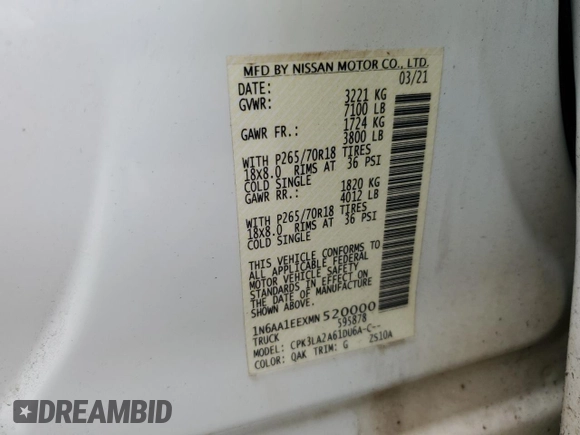 MFD BY NISSAN MOTOR CO., LTD.
DATE: 03/21
GVWR: 3221 KG
7100 LB
GAWR FR.: 1724 KG
3800 LB
WITH P265/70R18 TIRES
18x8.0 RIMS AT 36 PSI
COLD SINGLE
GAWR RR.: 1820 KG
4012 LB
WITH P265/70R18 TIRES
18x8.0 RIMS AT 36 PSI
COLD SINGLE
THIS VEHICLE CONFORMS TO
ALL APPLICABLE FEDERAL
MOTOR VEHICLE SAFETY
STANDARDS IN EFFECT ON
THE DATE OF MANUFACTURE
SHOWN ABOVE.
1N6AA1EEXMN520000
TRUCK 595878
MODEL: CPK3LA2A61DU6A-C--
COLOR: QAK TRIM: G ZS10A
DREAMBID